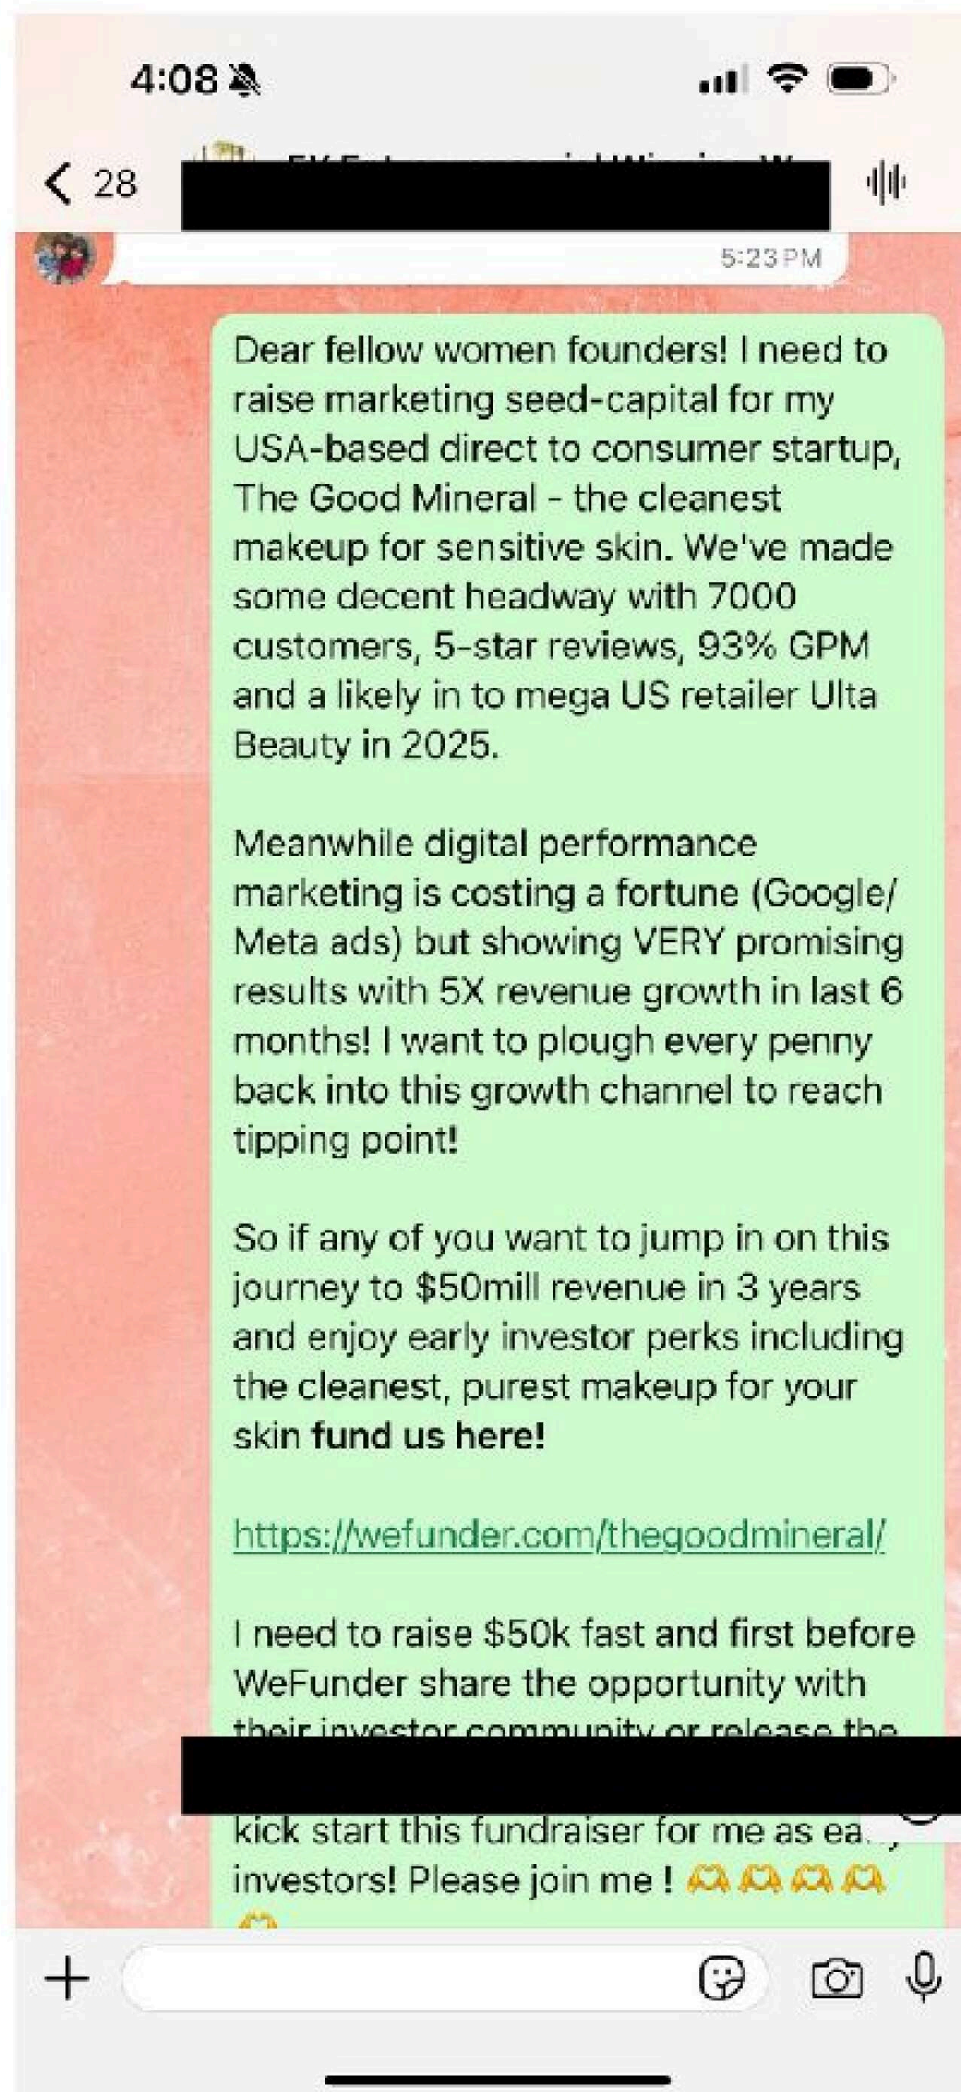 4:08
28
5:23 PM
Dear fellow women founders! I need to
raise marketing seed-capital for my
USA-based direct to consumer startup,
The Good Mineral - the cleanest
makeup for sensitive skin. We've made
some decent headway with 7000
customers, 5-star reviews, 93% GPM
and a likely in to mega US retailer Ulta
Beauty in 2025.
Meanwhile digital performance
marketing is costing a fortune (Google/
Meta ads) but showing VERY promising
results with 5X revenue growth in last 6
months! I want to plough every penny
back into this growth channel to reach
tipping point!
So if any of you want to jump in on this
journey to $50mill revenue in 3 years
and enjoy early investor perks including
the cleanest, purest makeup for your
skin fund us here!
https://wefunder.com/thegoodmineral/
I need to raise $50k fast and first before
WeFunder share the opportunity with
their investor community or release the
kick start this fundraiser for me as
investors! Please join me ! 🫶🫶🫶🫶
🫶